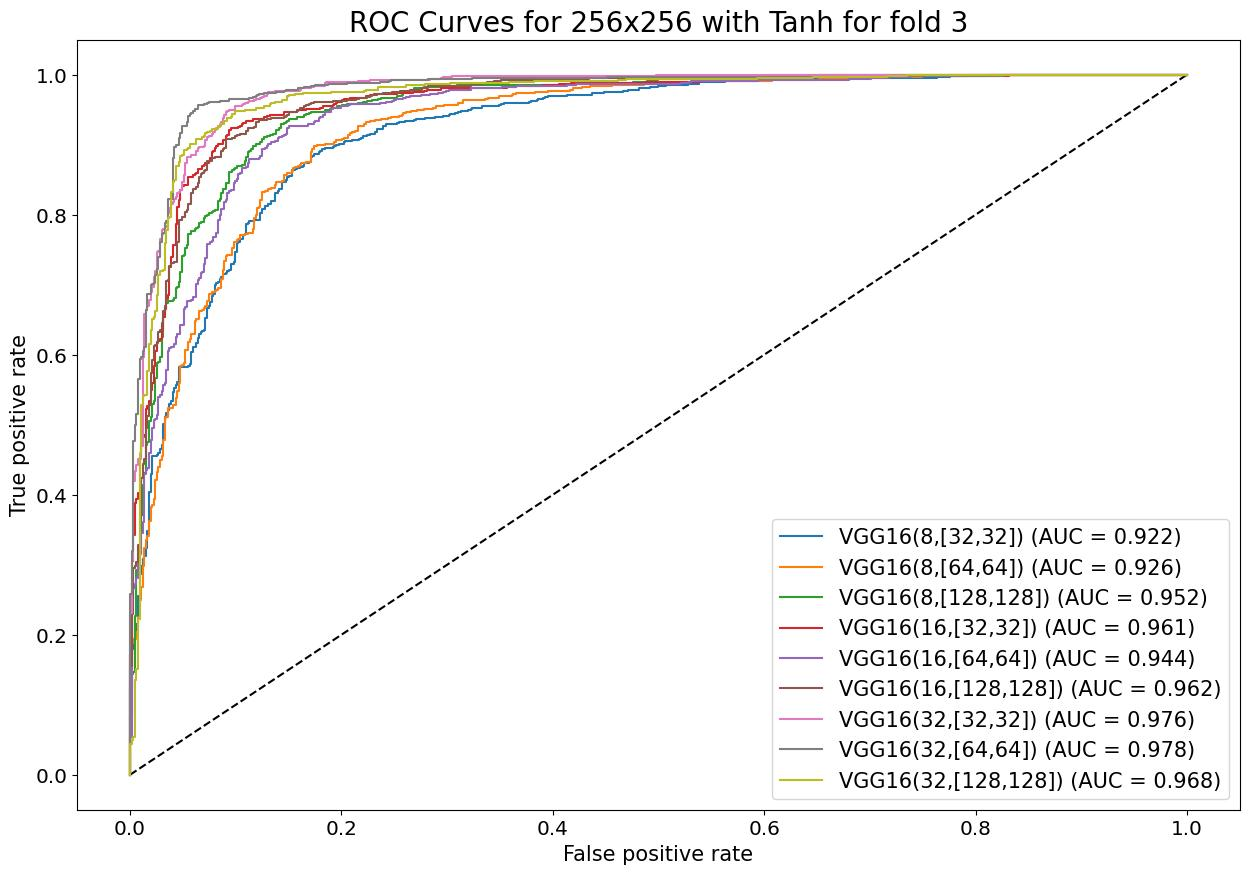 ROC Curves for 256x256 with Tanh for fold 3
1.0
0.8
0.6
0.4
0.2
0.0
True positive rate
VGG16(8,[32,32]) (AUC = 0.922)
VGG16(8,[64,64]) (AUC = 0.926)
VGG16(8,[128,128]) (AUC = 0.952)
VGG16(16,[32,32]) (AUC = 0.961)
VGG16(16,[64,64]) (AUC = 0.944)
VGG16(16,[128,128]) (AUC = 0.962)
VGG16(32,[32,32]) (AUC = 0.976)
VGG16(32,[64,64]) (AUC = 0.978)
VGG16(32,[128,128]) (AUC = 0.968)
0.0 0.2 0.4 0.6 0.8 1.0
False positive rate